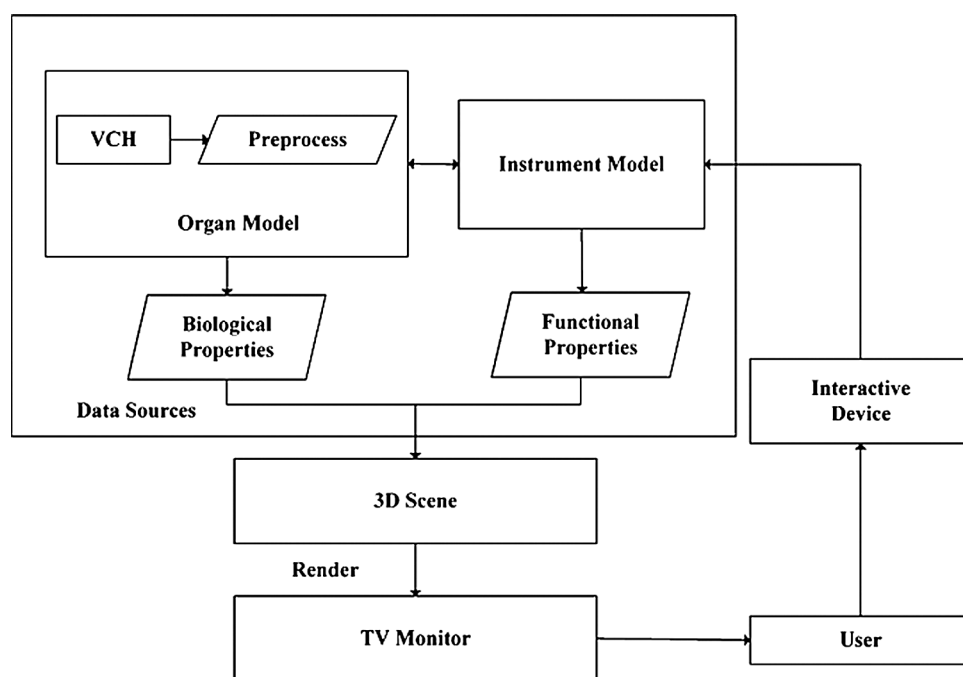 VCH
Preprocess
Organ Model
Instrument Model
Biological
Properties
Functional
Properties
Data Sources
Interactive
Device
3D Scene
Render
TV Monitor
User